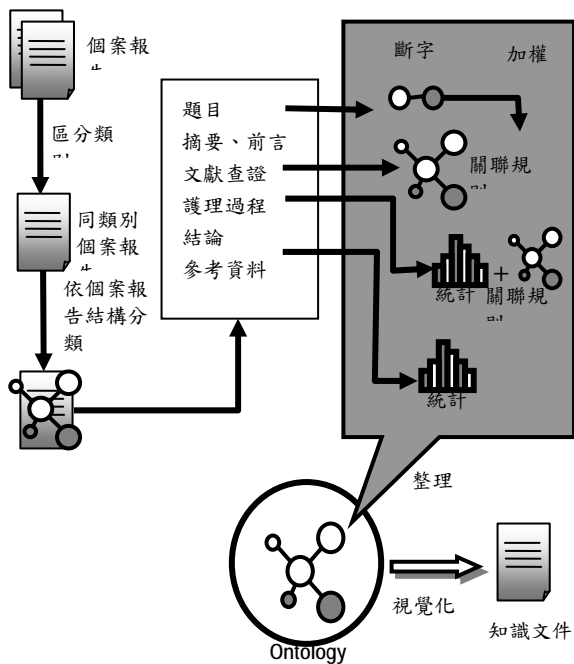 個案報
區分類
同類別
個案報
依個案報
告結構分
類
題目
摘要、前言
文獻查證
護理過程
結論
參考資料
斷字
加權
關聯規
+
統計
關聯規
統計
整理
Ontology
視覺化
知識文件